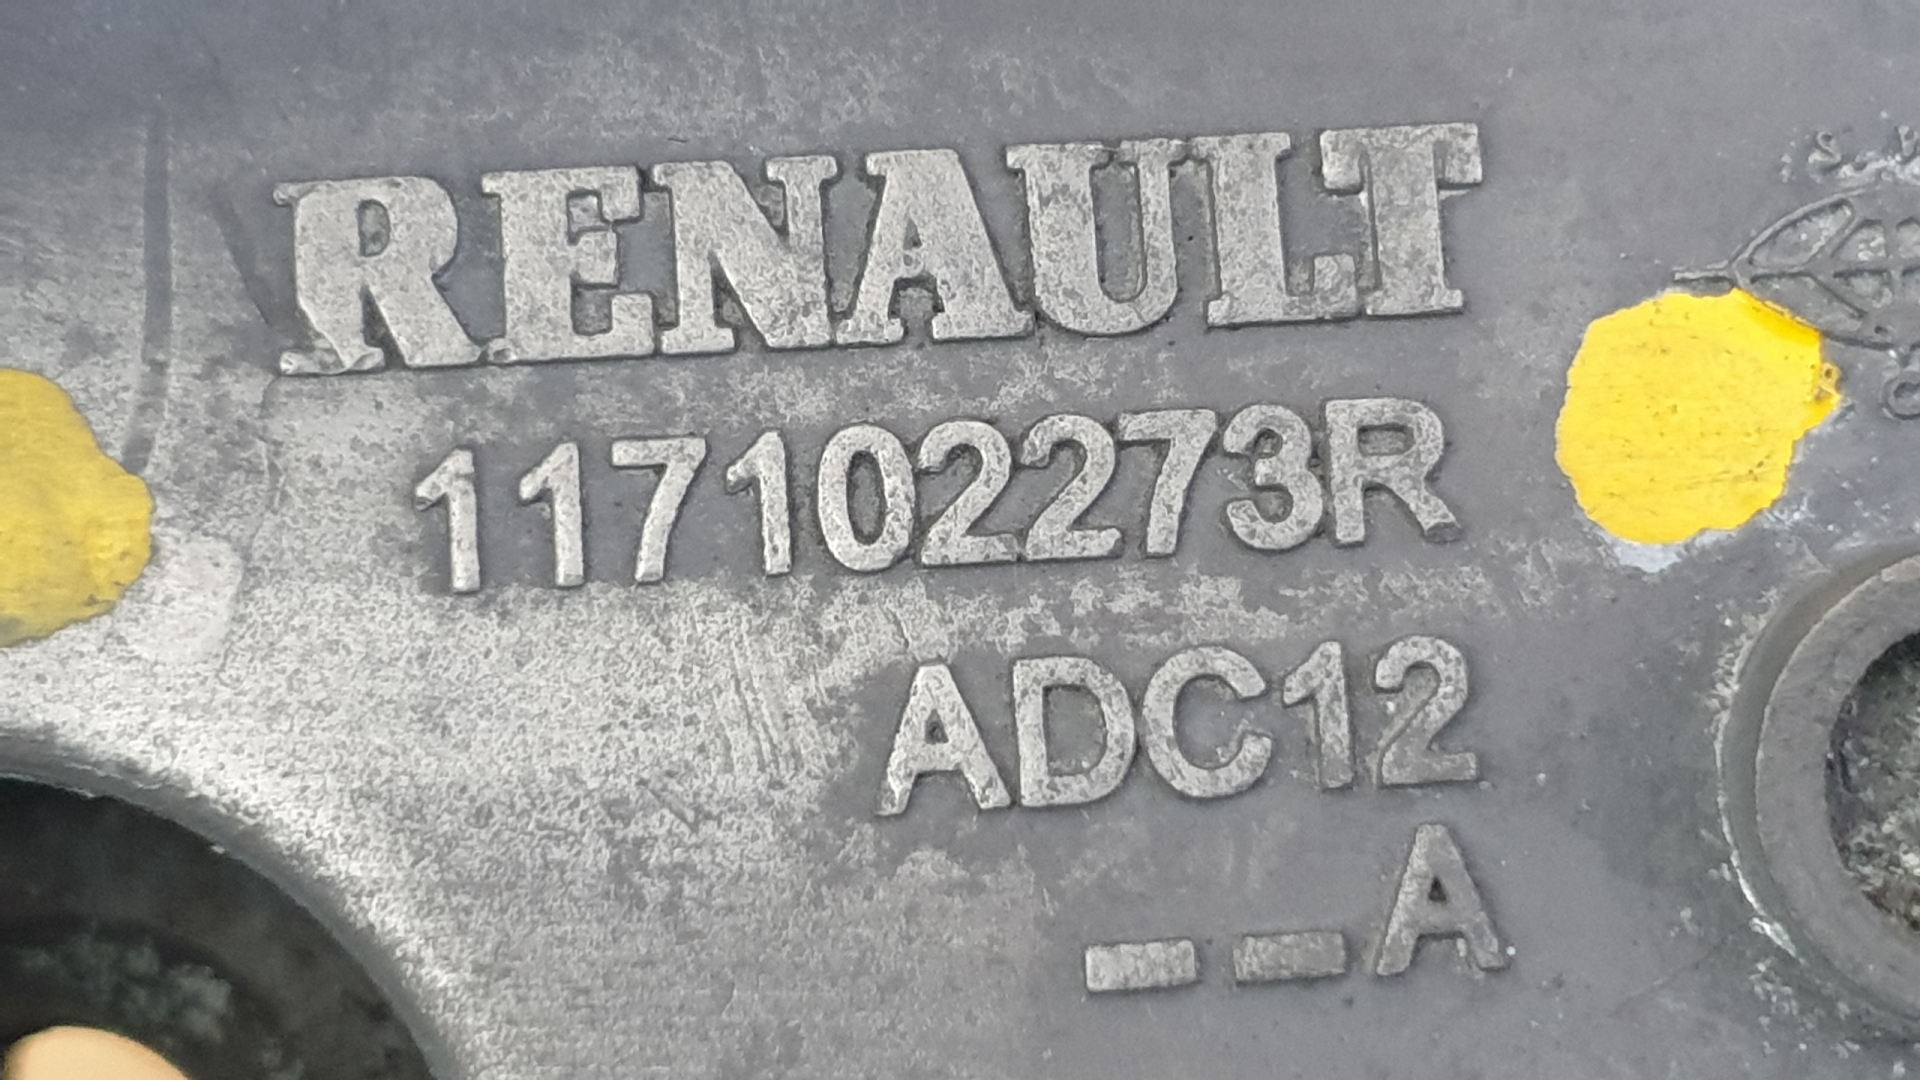 RENAULT
117102273R
ADC12
--A